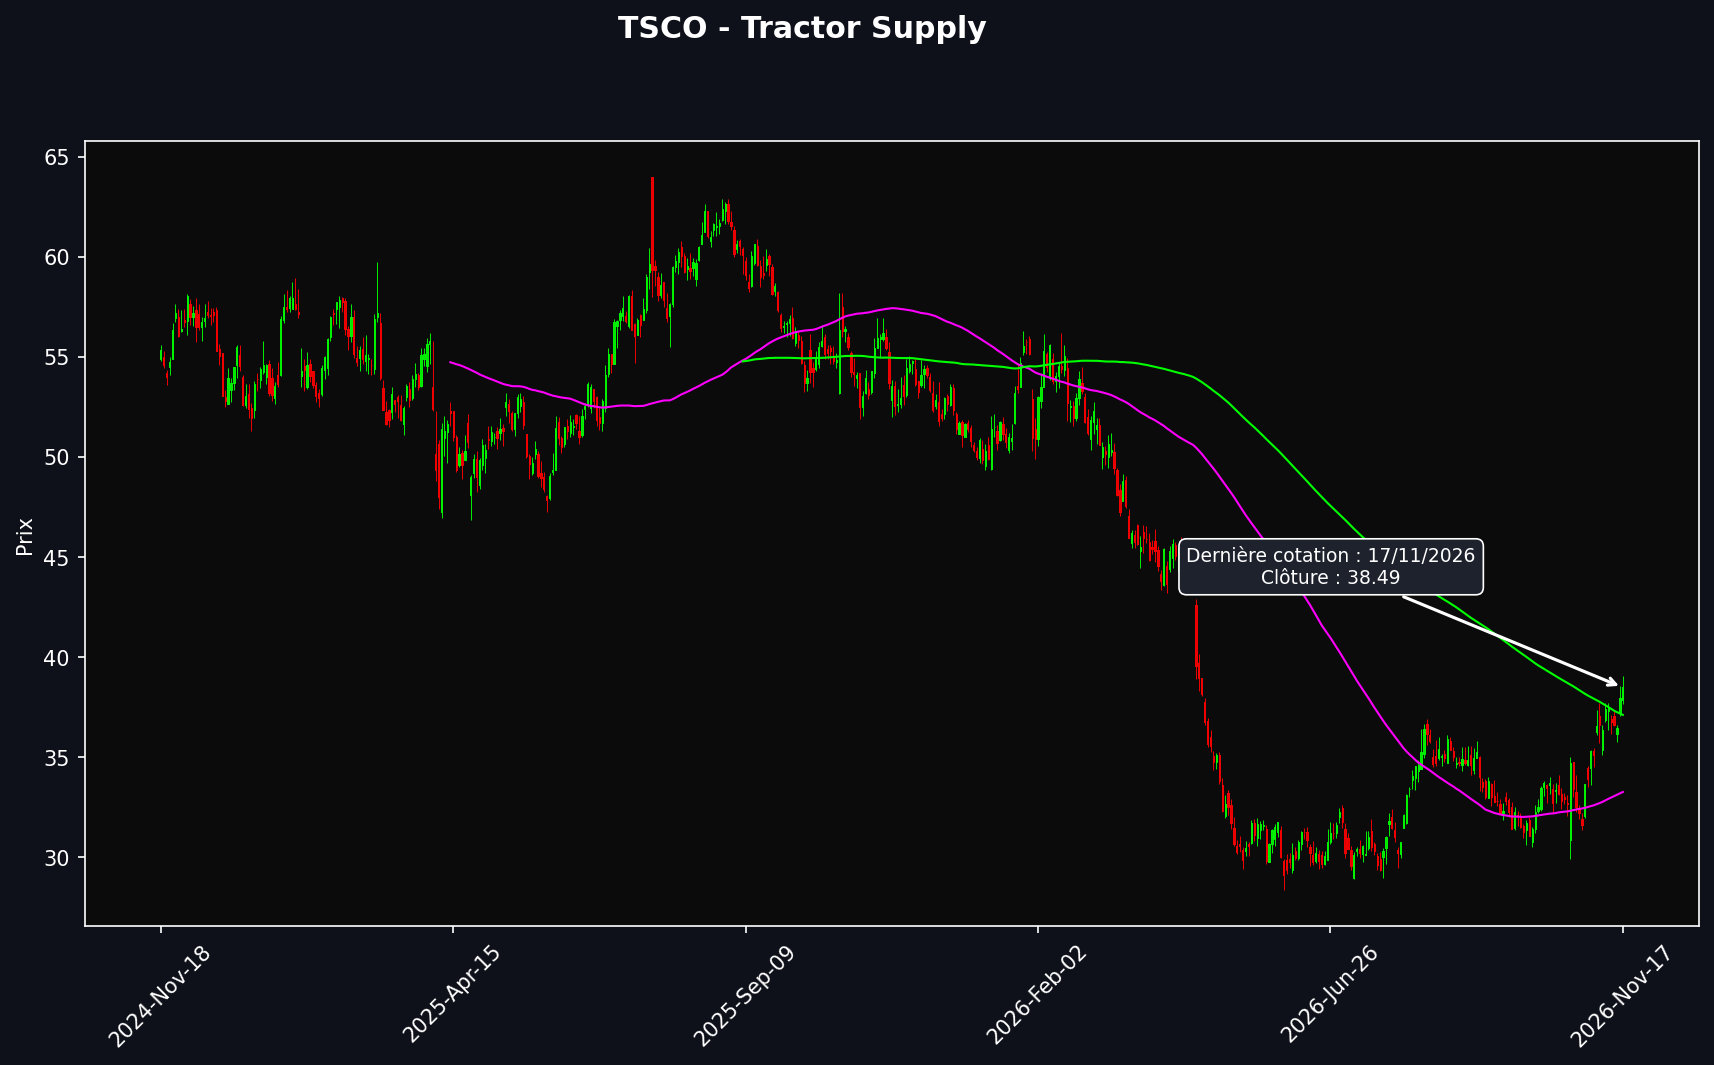 TSCO - Tractor Supply
65
60
55
50
45
40
35
30
Prix
Dernière cotation : 17/11/2026
Clôture : 38.49
2024-Nov-18
2025-Apr-15
2025-Sep-09
2026-Feb-02
2026-Jun-26
2026-Nov-17